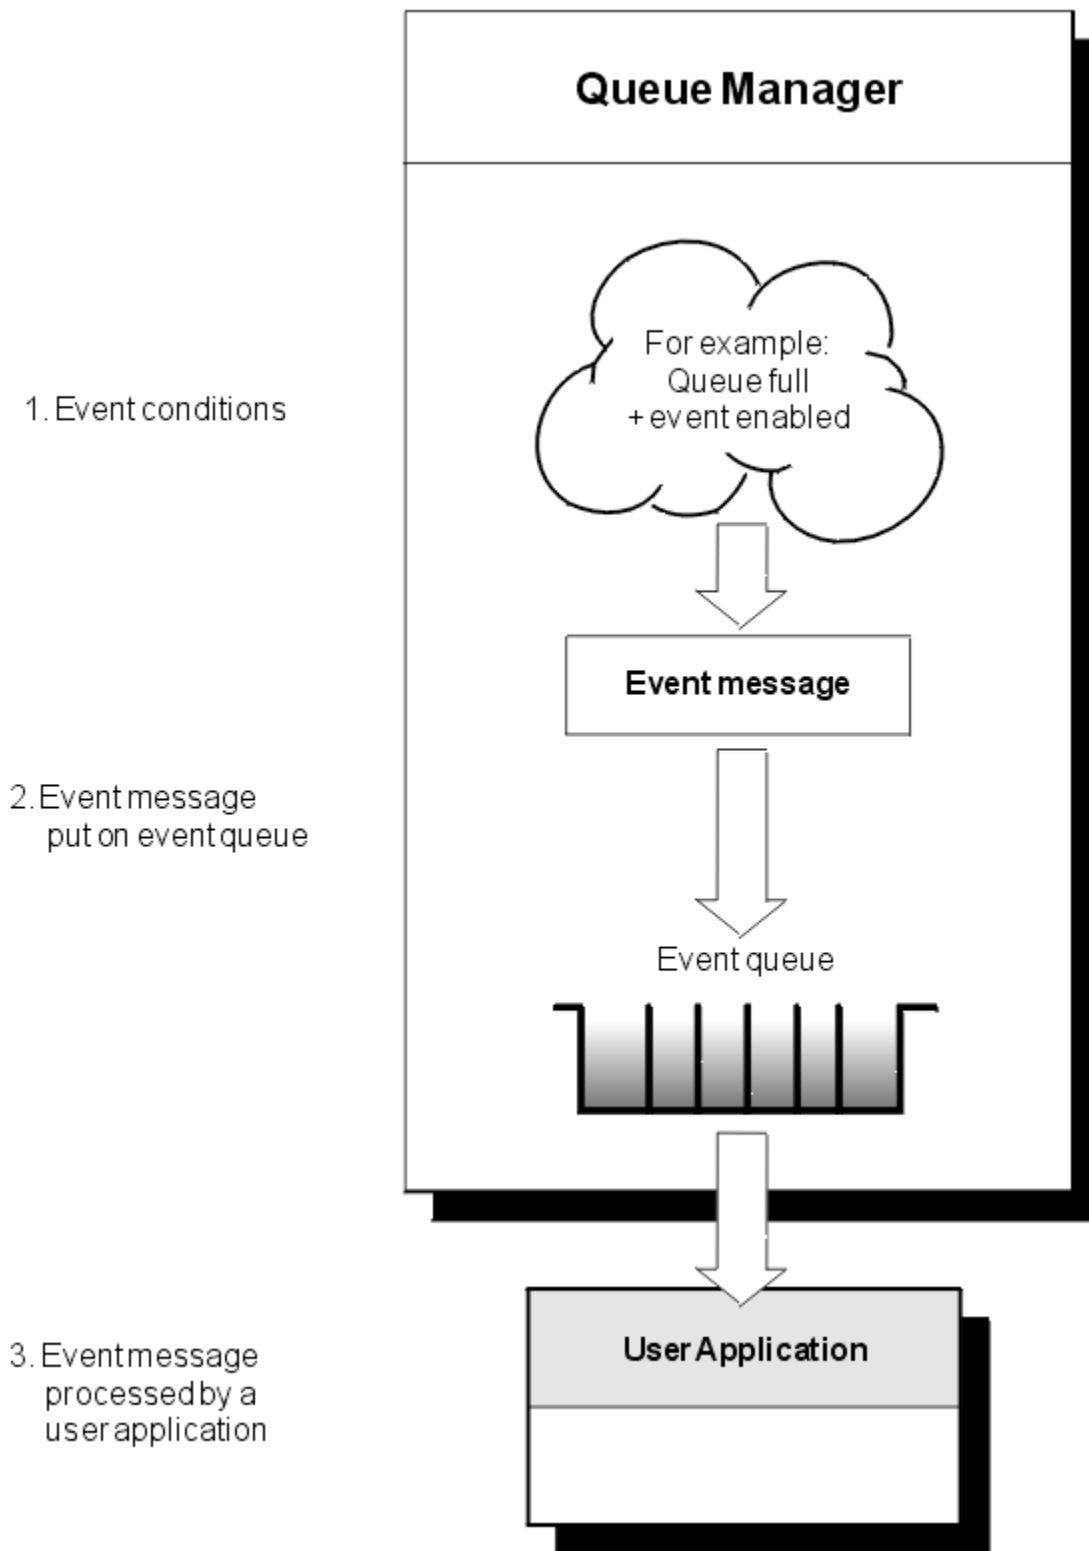 Queue Manager
For example:
Queue full
+ event enabled
1. Event conditions
Event message
2. Event message
put on event queue
Event queue
User Application
3. Event message
processed by a
user application